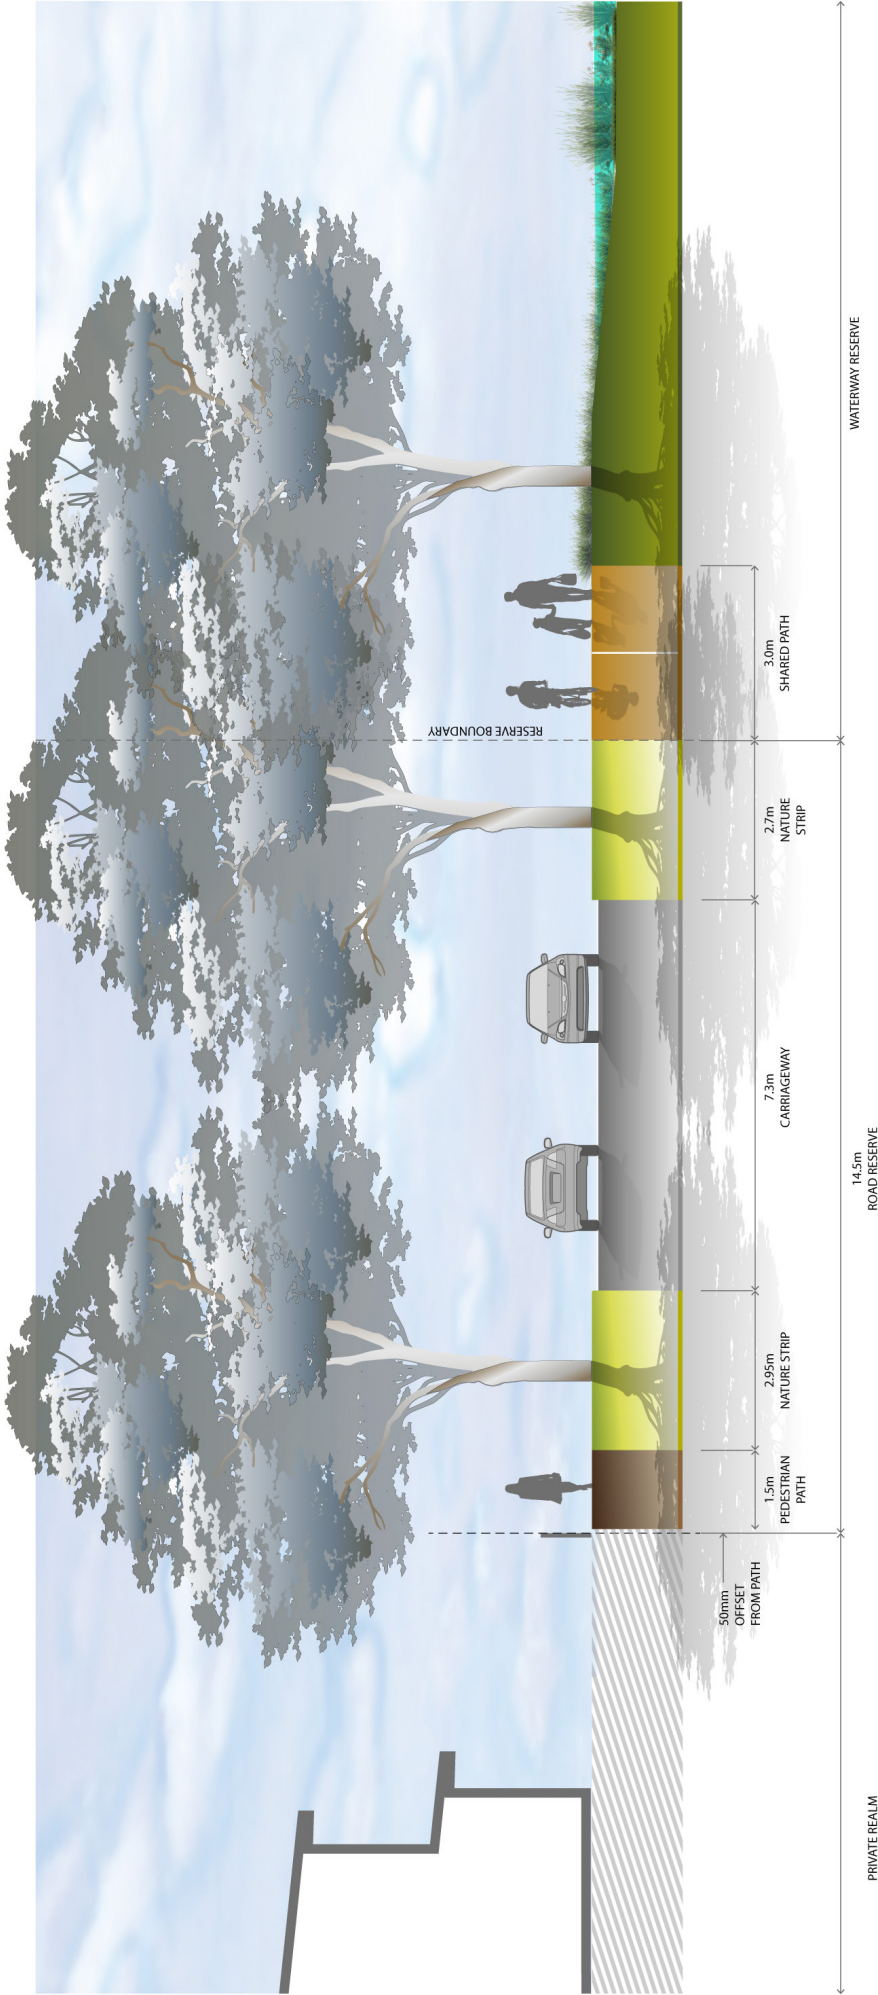 RESERVE BOUNDARY
50mm
OFFSET
FROM PATH
1.5m
PEDESTRIAN
PATH
2.95m
NATURE STRIP
7.3m
CARRIAGEWAY
2.7m
NATURE
STRIP
3.0m
SHARED PATH
PRIVATE REALM
14.5m
ROAD RESERVE
WATERWAY RESERVE